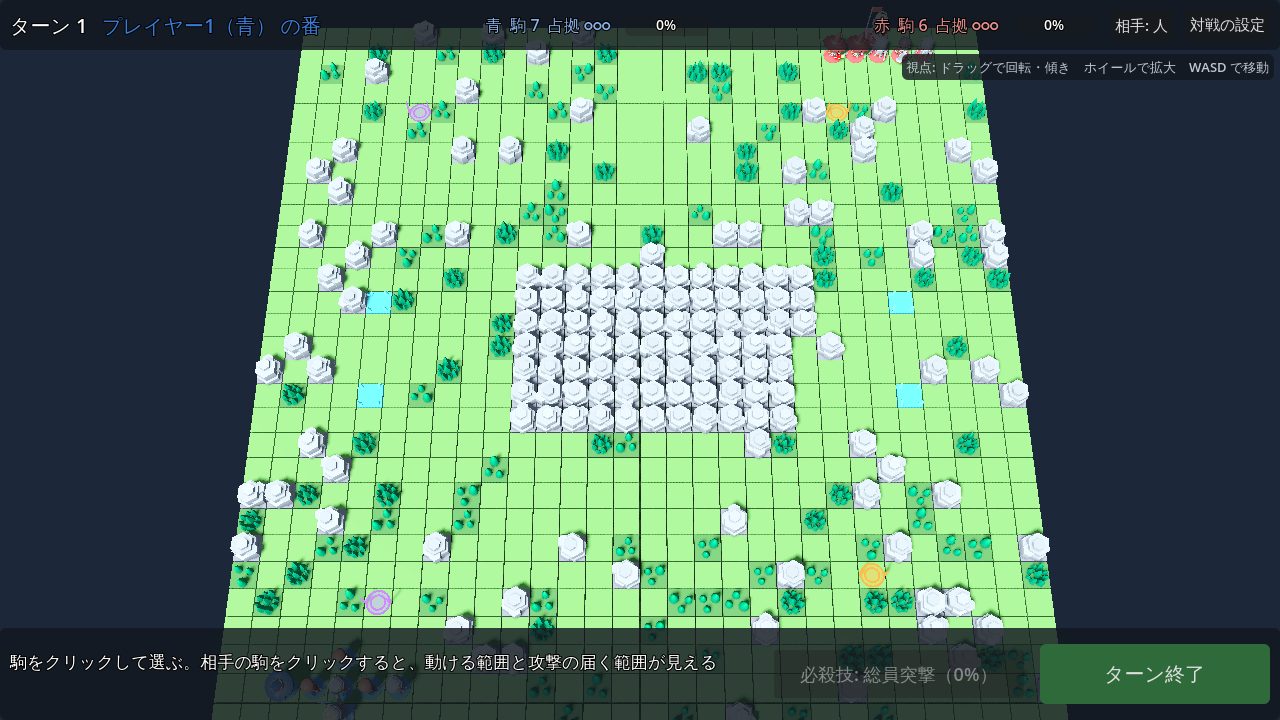 ターン 1 プレイヤー1（青） の番 青 駒 7 占拠○○○ 0% 赤 駒 6 占拠○○○ 0% 相手: 人 対戦の設定
視点: ドラッグで回転・傾き ホイールで拡大 WASD で移動
駒をクリックして選ぶ。相手の駒をクリックすると、動ける範囲と攻撃の届く範囲が見える
必殺技: 総員突撃（0%）
ターン終了